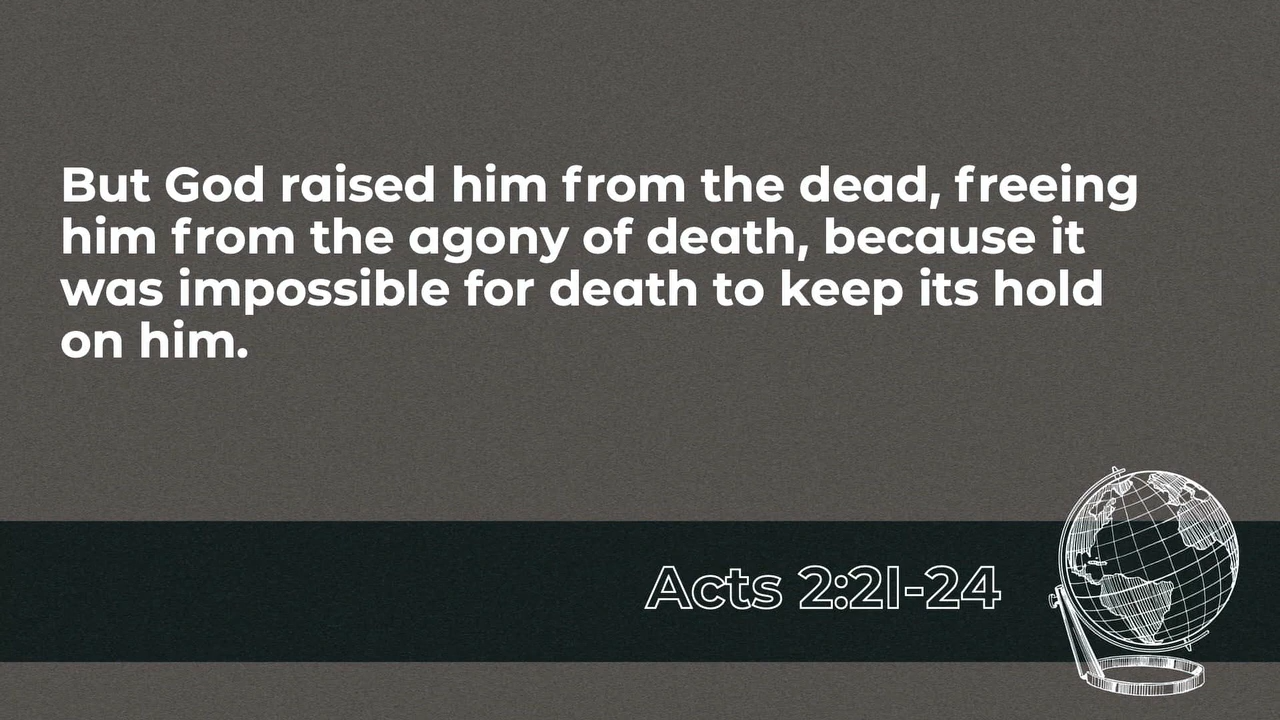 But God raised him from the dead, freeing
him from the agony of death, because it
was impossible for death to keep its hold
on him.
Acts 2:21-24